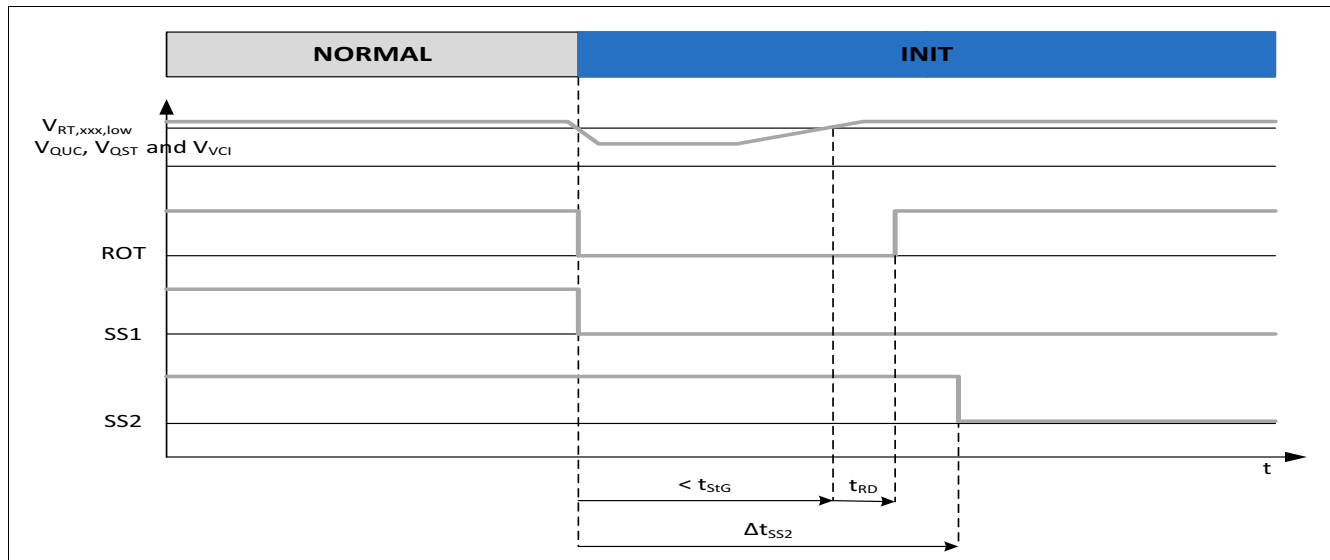 NORMAL
INIT
VRT,xxx,low
VQUC, VQST and VVCI
ROT
SS1
SS2
t
< tStG
tRD
ΔtSS2